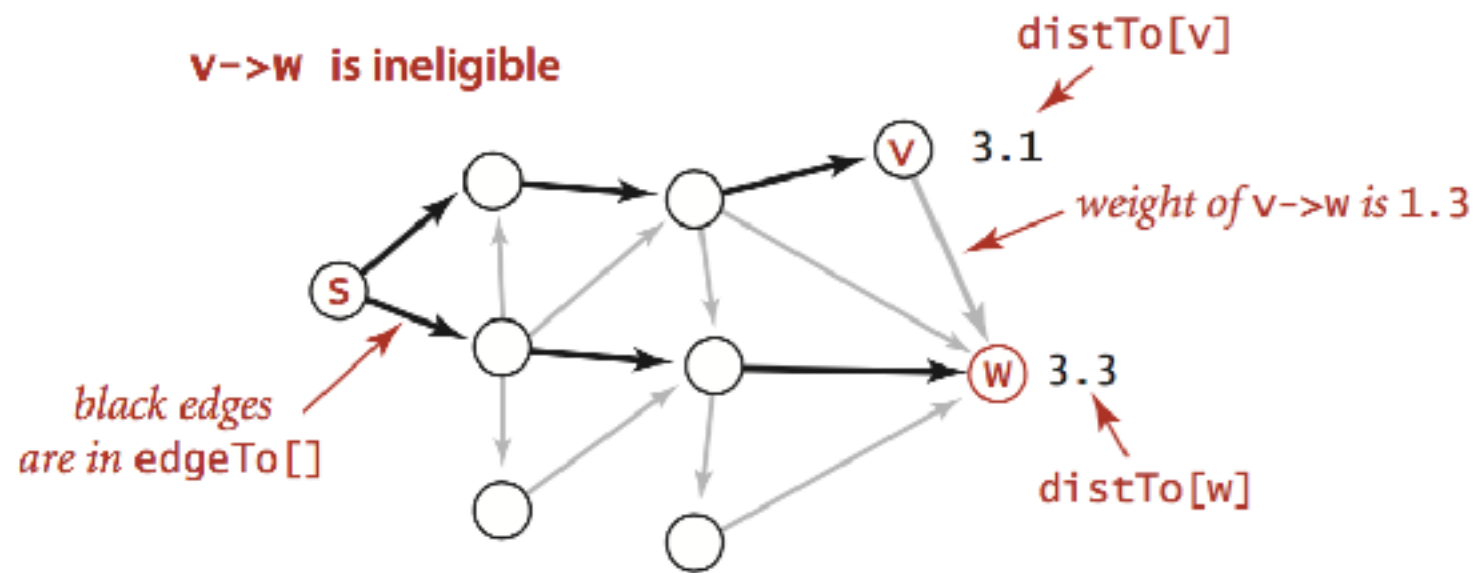 distTo[v]
v->w is ineligible
v
3.1
weight of v->w is 1.3
s
w
3.3
black edges
are in edgeTo[]
distTo[w]